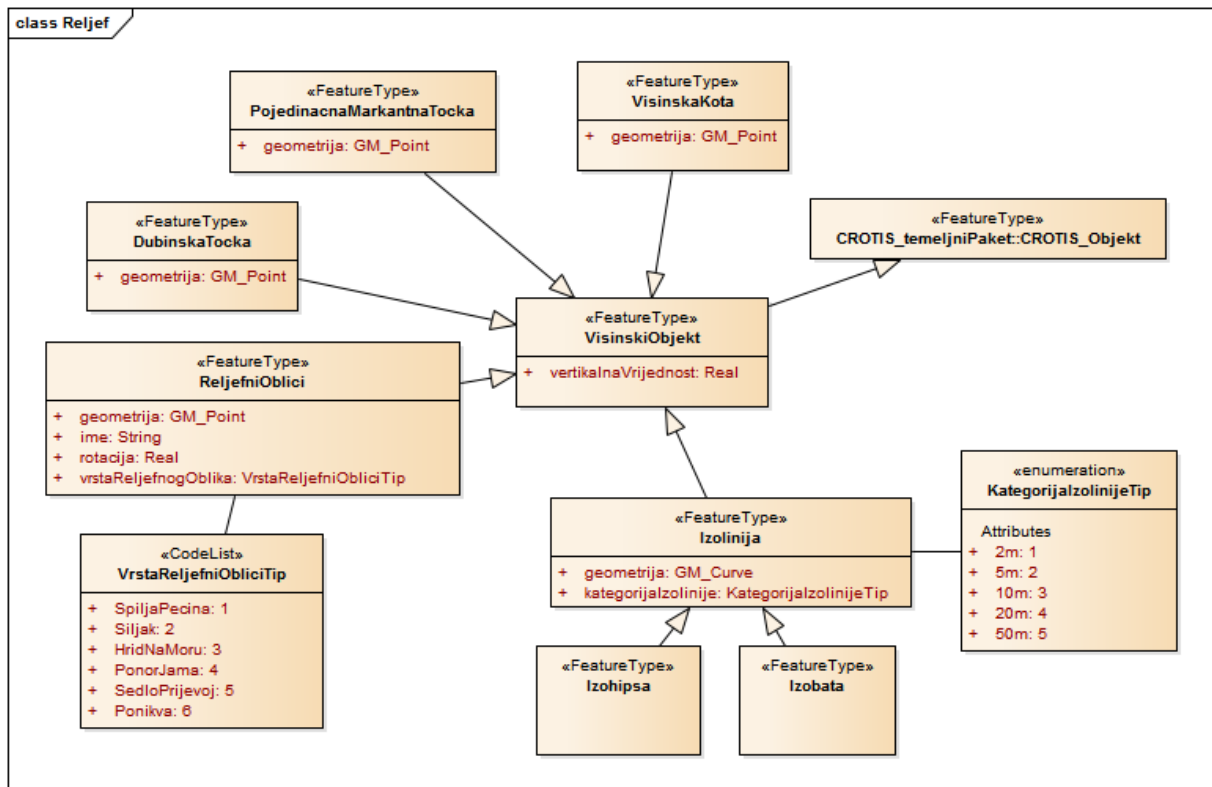 class Reljef
«FeatureType»
PojedinacnaMarkantnaTocka
+ geometrija: GM_Point
«FeatureType»
VisinskaKota
+ geometrija: GM_Point
«FeatureType»
DubinskaTocka
+ geometrija: GM_Point
«FeatureType»
CROTIS_temeljniPaket::CROTIS_Objekt
«FeatureType»
VisinskiObjekt
+ vertikalnaVrijednost: Real
«FeatureType»
ReljefniOblici
+ geometrija: GM_Point
+ ime: String
+ rotacija: Real
+ vrstaReljefnogOblika: VrstaReljefniObliciTip
«enumeration»
KategorijaIzolinijeTip
Attributes
+ 2m: 1
+ 5m: 2
+ 10m: 3
+ 20m: 4
+ 50m: 5
«FeatureType»
Izolinija
+ geometrija: GM_Curve
+ kategorijaIzolinije: KategorijaIzolinijeTip
«CodeList»
VrstaReljefniObliciTip
+ SpiljaPecina: 1
+ Siljak: 2
+ HridNaMoru: 3
+ PonorJama: 4
+ SedloPrijevoj: 5
+ Ponikva: 6
«FeatureType»
Izohipsa
«FeatureType»
Izobata